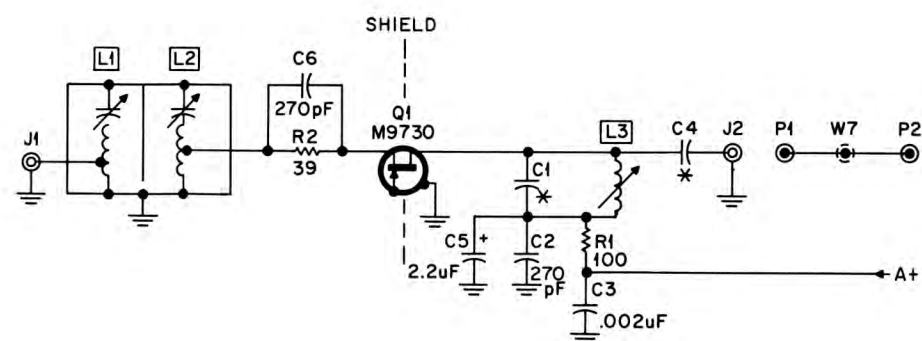 SHIELD
L1
L2
C6
270pF
Q1
M9730
R2
39
J1
L3
C4
*
J2
P1
W7
P2
C1
*
C5
+
2.2uF
C2
270
pF
R1
100
A+
C3
.002uF